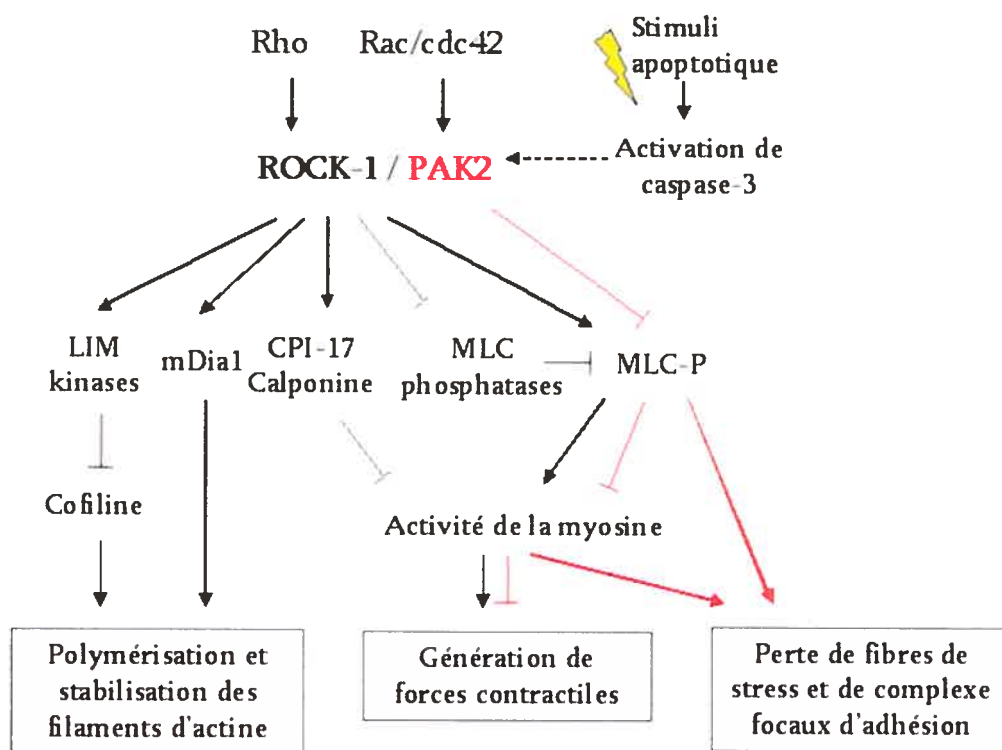 Rho
Rac/cdc42
Stimuli
apoptotique
ROCK-1 / PAK2
Activation de
caspase-3
LIM
kinases
mDia1
CPI-17
Calponine
MLC
phosphatases
MLC-P
Cofiline
Activité de la myosine
Polymérisation et
stabilisation des
filaments d'actine
Génération de
forces contractiles
Perte de fibres de
stress et de complexe
focaux d'adhésion